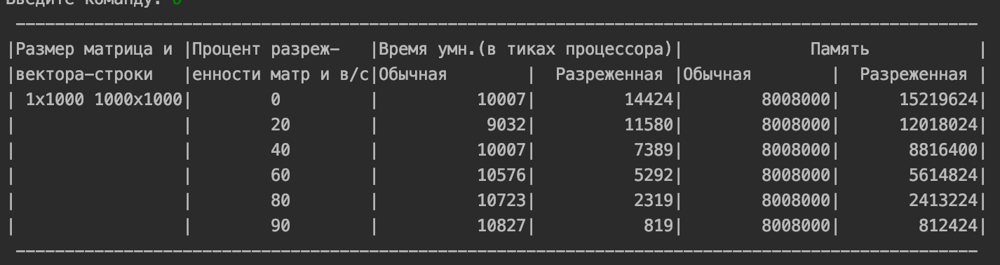 Введите команду: 0
|Размер матрица и |Процент разреж- |Время умн.(в тиках процессора)| Память |
|вектора-строки |енности матр и в/с|Обычная | Разреженная |Обычная | Разреженная |
| 1x1000 1000x1000| 0 | 10007| 14424| 8008000| 15219624|
| | 20 | 9032| 11580| 8008000| 12018024|
| | 40 | 10007| 7389| 8008000| 8816400|
| | 60 | 10576| 5292| 8008000| 5614824|
| | 80 | 10723| 2319| 8008000| 2413224|
| | 90 | 10827| 819| 8008000| 812424|